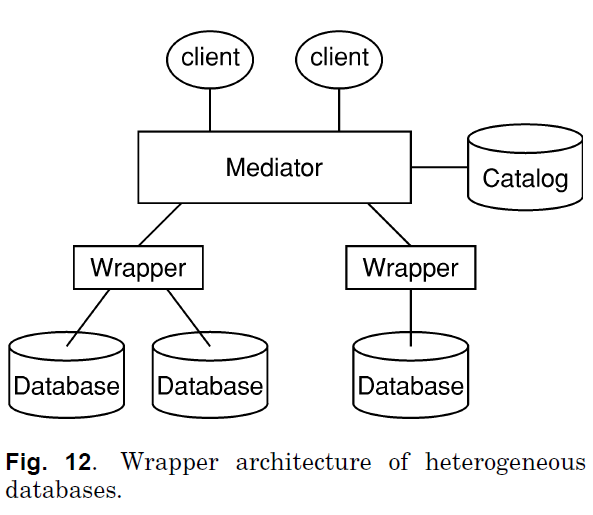 client client
Mediator
Catalog
Wrapper Wrapper
Database Database Database
Fig. 12. Wrapper architecture of heterogeneous
databases.